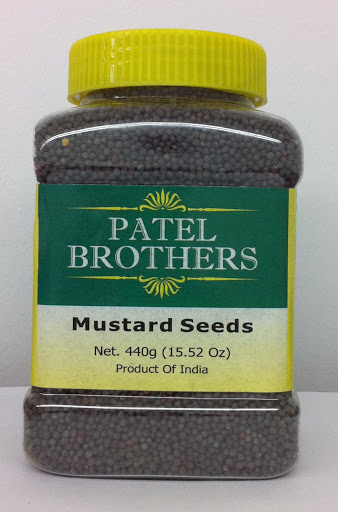 PATEL
BROTHERS
Mustard Seeds
Net. 440g (15.52 Oz)
Product Of India